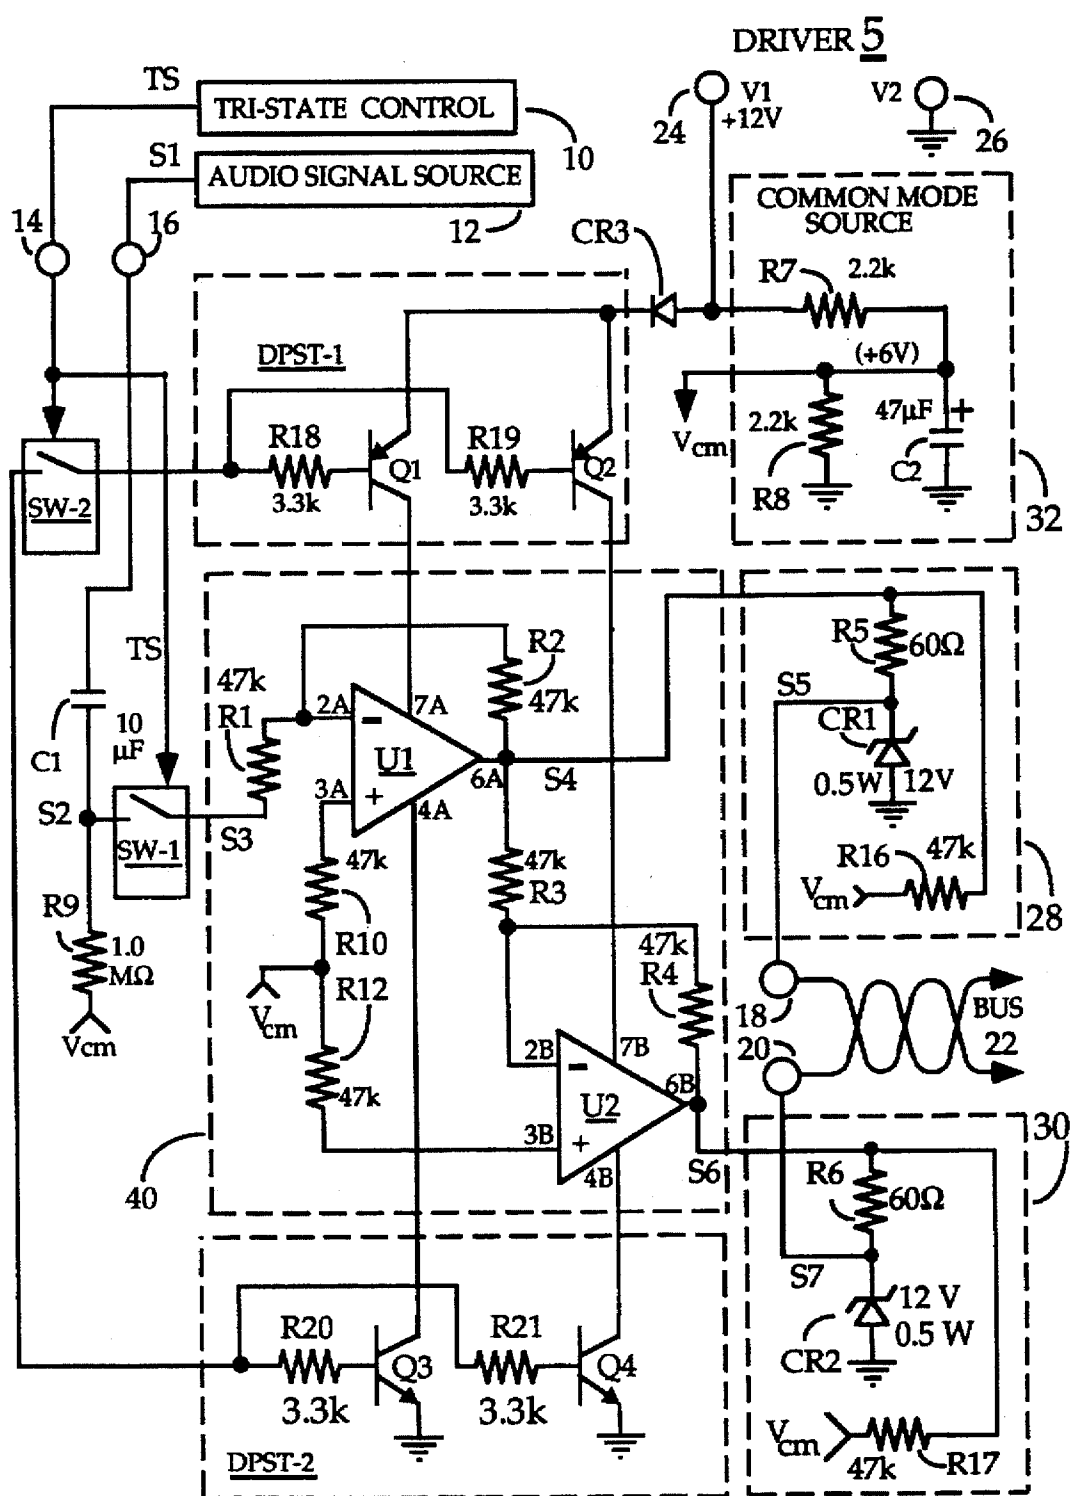 DRIVER 5
TS
TRI-STATE CONTROL
10
S1
AUDIO SIGNAL SOURCE
12
14
16
24
V1
+12V
V2
26
COMMON MODE
SOURCE
R7
2.2k
(+6V)
Vcm
2.2k
R8
47µF
+
C2
32
CR3
DPST-1
R18
3.3k
Q1
R19
3.3k
Q2
SW-2
TS
C1
10
µF
S2
SW-1
S3
R9
1.0
MΩ
Vcm
47k
R1
2A
-
7A
U1
3A
+
4A
6A
S4
R2
47k
47k
R3
47k
R10
R12
Vcm
47k
47k
R4
2B
-
7B
U2
6B
3B
+
4B
S6
40
R5
60Ω
S5
CR1
0.5W
12V
R16
47k
Vcm
28
18
20
BUS
22
30
R6
60Ω
S7
12 V
0.5 W
CR2
Vcm
47k
R17
R20
3.3k
Q3
R21
3.3k
Q4
DPST-2